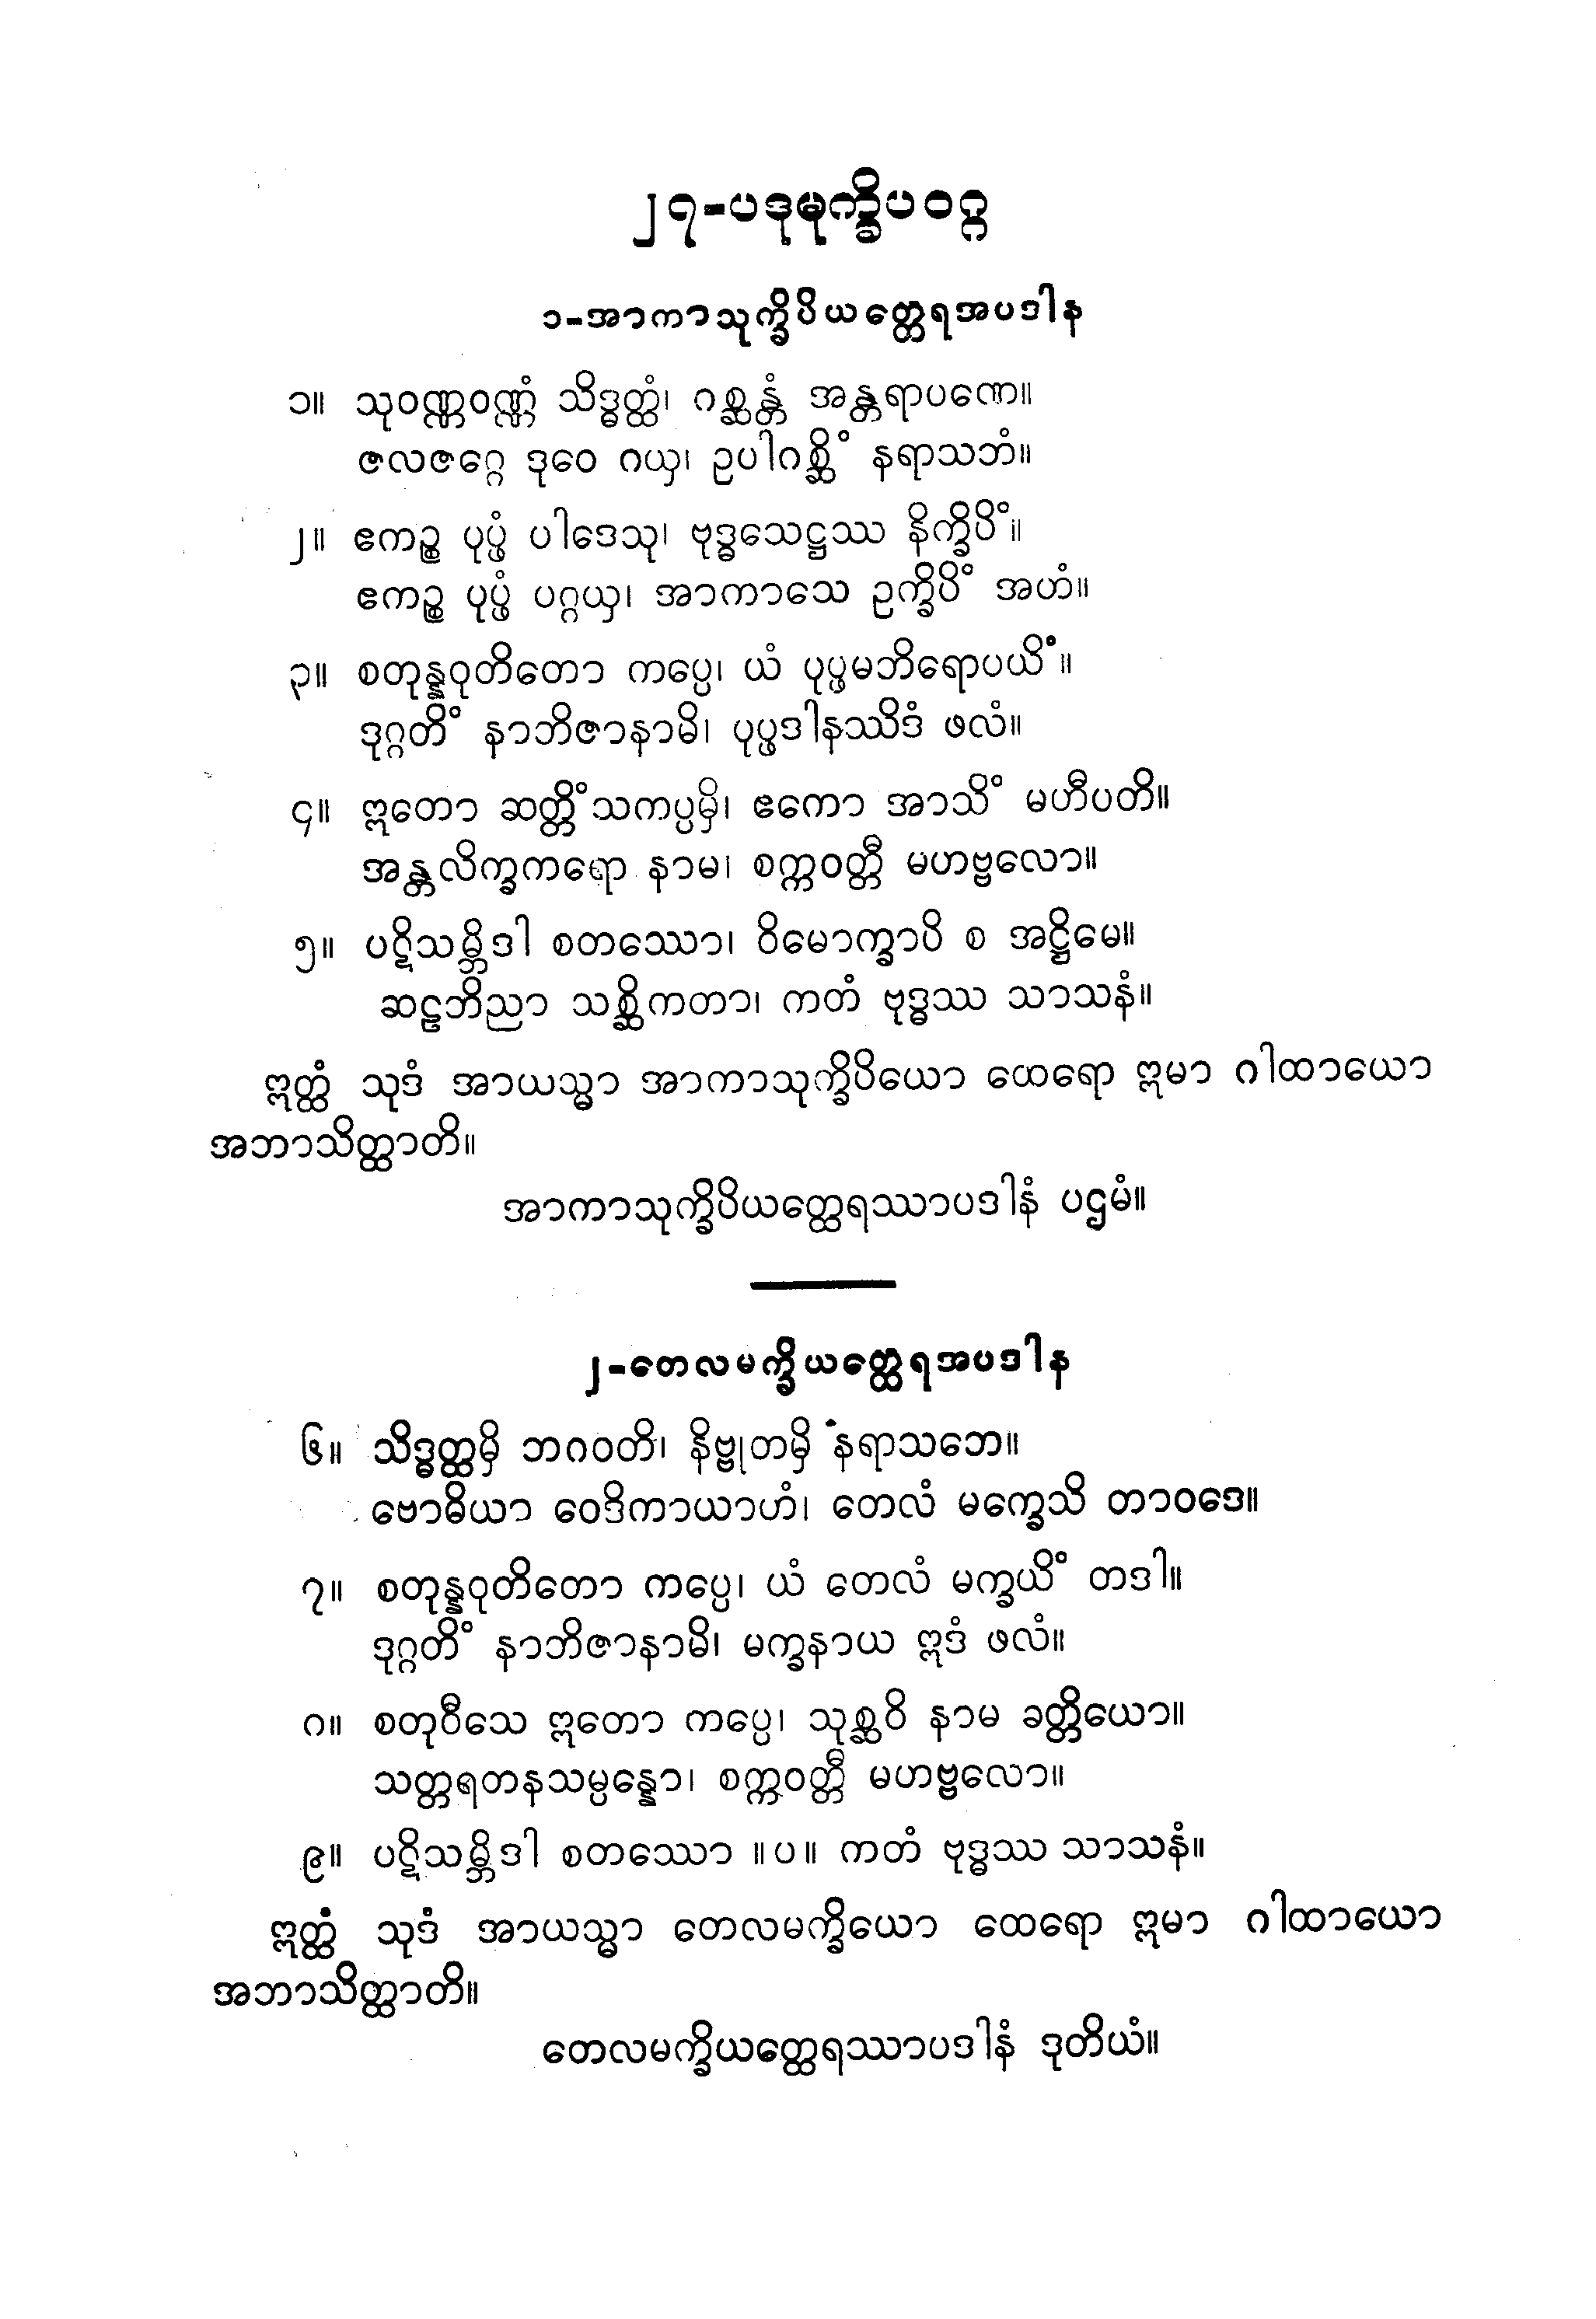 ၂၇-ပဒုမုက္ခိပဝဂ္ဂ
၁-အာကာသုက္ခိပိယတ္ထေရအပဒါန
၁။ သုဝဏ္ဏဝဏ္ဏံ သိဒ္ဓတ္ထံ၊ ဂစ္ဆန္တံ အန္တရာပဏေ။
ဇလဇဂ္ဂေ ဒုဝေ ဂယှ၊ ဥပါဂစ္ဆိံ နရာသဘံ။
၂။ ဧကဉ္စ ပုပ္ဖံ ပါဒေသု၊ ဗုဒ္ဓသေဋ္ဌဿ နိက္ခိပိံ။
ဧကဉ္စ ပုပ္ဖံ ပဂ္ဂယှ၊ အာကာသေ ဥက္ခိပိံ အဟံ။
၃။ စတုန္နဝုတိတော ကပ္ပေ၊ ယံ ပုပ္ဖမဘိရောပယိံ။
ဒုဂ္ဂတိံ နာဘိဇာနာမိ၊ ပုပ္ဖဒါနဿိဒံ ဖလံ။
၄။ ဣတော ဆတ္တိံသကပ္ပမှိ၊ ဧကော အာသိံ မဟီပတိ။
အန္တလိက္ခကရော နာမ၊ စက္ကဝတ္တီ မဟဗ္ဗလော။
၅။ ပဋိသမ္ဘိဒါ စတဿော၊ ဝိမောက္ခာပိ စ အဋ္ဌိမေ။
ဆဠဘိညာ သစ္ဆိကတာ၊ ကတံ ဗုဒ္ဓဿ သာသနံ။
ဣတ္ထံ သုဒံ အာယသ္မာ အာကာသုက္ခိပိယော ထေရော ဣမာ ဂါထာယော
အဘာသိတ္ထာတိ။
အာကာသုက္ခိပိယတ္ထေရဿာပဒါနံ ပဌမံ။
၂-တေလမက္ခိယတ္ထေရအပဒါန
၆။ သိဒ္ဓတ္ထမှိ ဘဂဝတိ၊ နိဗ္ဗုတမှိ နရာသဘေ။
ဗောဓိယာ ဝေဒိကာယာဟံ၊ တေလံ မက္ခေသိ တာဝဒေ။
၇။ စတုန္နဝုတိတော ကပ္ပေ၊ ယံ တေလံ မက္ခယိံ တဒါ။
ဒုဂ္ဂတိံ နာဘိဇာနာမိ၊ မက္ခနာယ ဣဒံ ဖလံ။
၈။ စတုဝီသေ ဣတော ကပ္ပေ၊ သုစ္ဆဝိ နာမ ခတ္တိယော။
သတ္တရတနသမ္ပန္နော၊ စက္ကဝတ္တီ မဟဗ္ဗလော။
၉။ ပဋိသမ္ဘိဒါ စတဿော ။ပ။ ကတံ ဗုဒ္ဓဿ သာသနံ။
ဣတ္ထံ သုဒံ အာယသ္မာ တေလမက္ခိယော ထေရော ဣမာ ဂါထာယော
အဘာသိတ္ထာတိ။
တေလမက္ခိယတ္ထေရဿာပဒါနံ ဒုတိယံ။